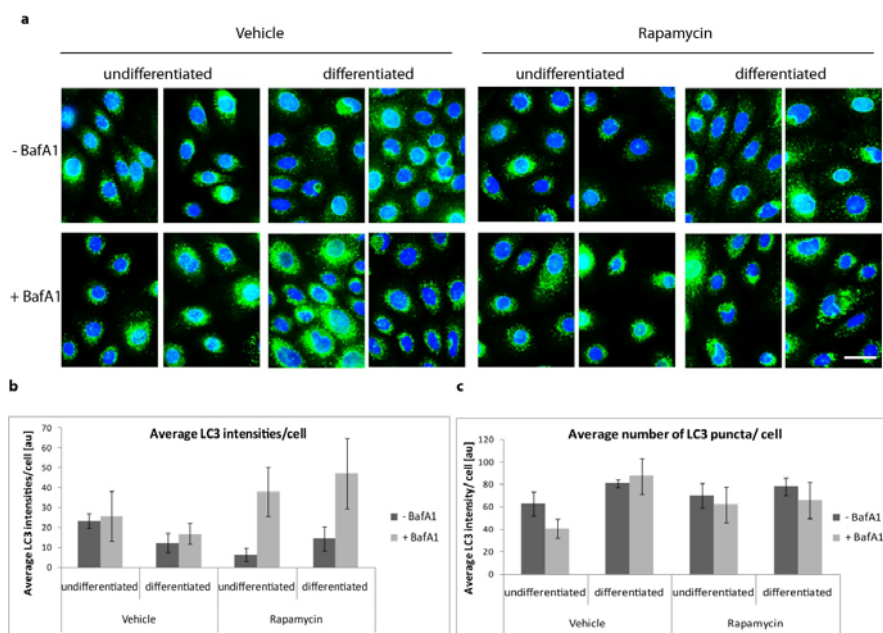 a
Vehicle Rapamycin
undifferentiated differentiated undifferentiated differentiated
- BafA1
+ BafA1
b
Average LC3 intensities/cell
Average LC3 intensities/cell [au]
70
60
50
40
30
20
10
0
undifferentiated differentiated undifferentiated differentiated
Vehicle Rapamycin
- BafA1
+ BafA1
c
Average number of LC3 puncta/ cell
Average LC3 intensity/ cell [au]
120
100
80
60
40
20
0
undifferentiated differentiated undifferentiated differentiated
Vehicle Rapamycin
- BafA1
+ BafA1